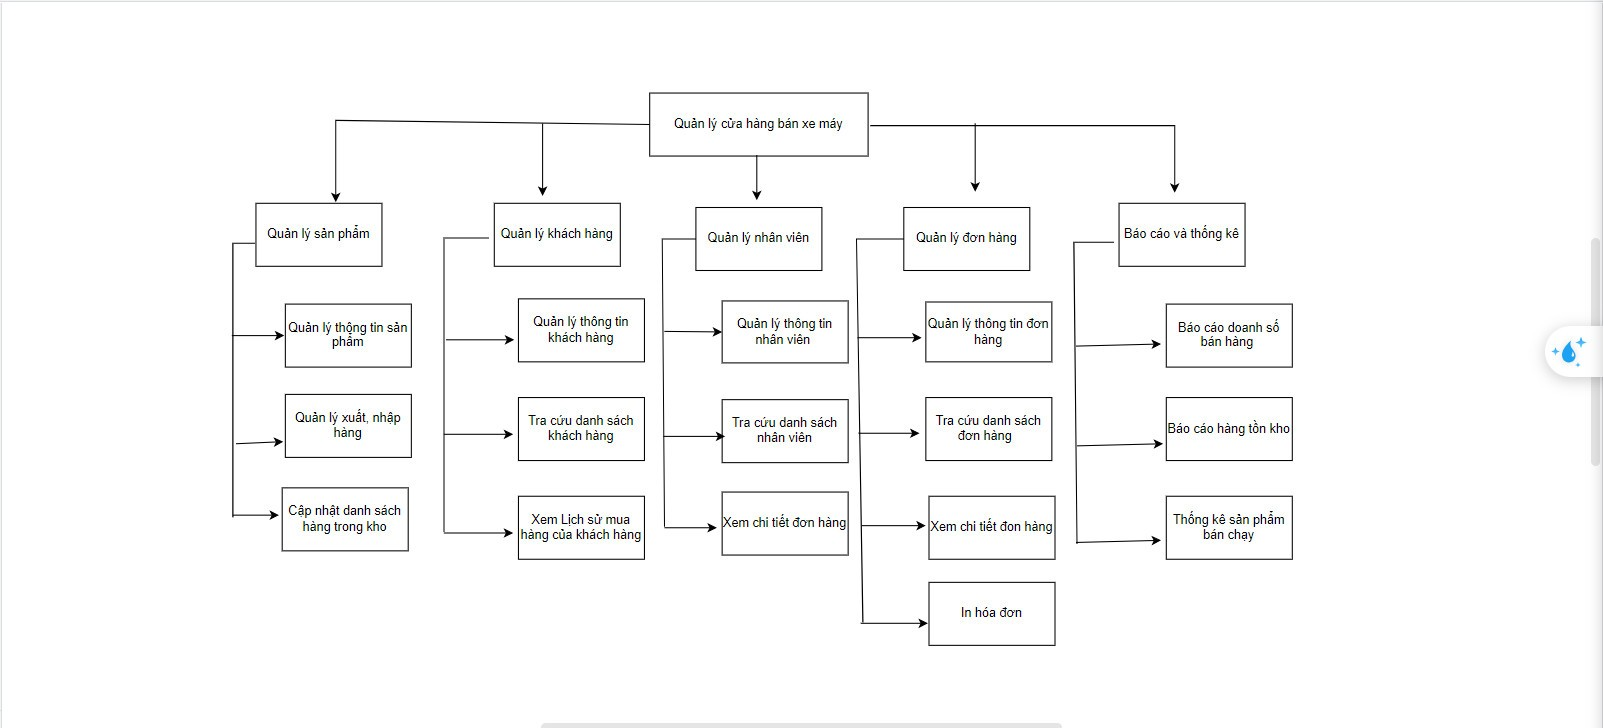 Quản lý cửa hàng bán xe máy
Quản lý sản phẩm
Quản lý khách hàng
Quản lý nhân viên
Quản lý đơn hàng
Báo cáo và thống kê
Quản lý thông tin sản
phẩm
Quản lý thông tin
khách hàng
Quản lý thông tin
nhân viên
Quản lý thông tin đơn
hàng
Báo cáo doanh số
bán hàng
Quản lý xuất, nhập
hàng
Tra cứu danh sách
khách hàng
Tra cứu danh sách
nhân viên
Tra cứu danh sách
đơn hàng
Báo cáo hàng tồn kho
Cập nhật danh sách
hàng trong kho
Xem Lịch sử mua
hàng của khách hàng
Xem chi tiết đơn hàng
Xem chi tiết đon hàng
Thống kê sản phẩm
bán chạy
In hóa đơn